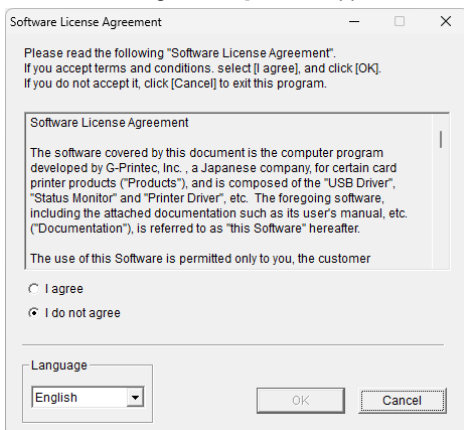 Software License Agreement
Please read the following "Software License Agreement".
If you accept terms and conditions. select [I agree], and click [OK].
If you do not accept it, click [Cancel] to exit this program.
Software License Agreement
The software covered by this document is the computer program
developed by G-Printec, Inc. , a Japanese company, for certain card
printer products ("Products"), and is composed of the "USB Driver",
"Status Monitor" and "Printer Driver", etc.  The foregoing software,
including the attached documentation such as its user's manual, etc.
("Documentation"), is referred to as "this Software" hereafter.
The use of this Software is permitted only to you, the customer
I agree
I do not agree
Language
English
OK
Cancel